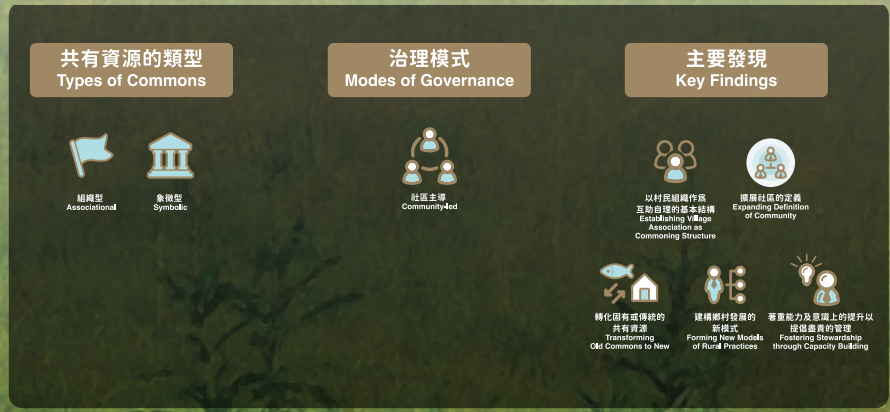 共有資源的類型
Types of Commons
治理模式
Modes of Governance
主要發現
Key Findings
組織型
Associational
象徵型
Symbolic
社區主導
Community-led
以村民組織作爲
互助自理的基本結構
Establishing Village
Association as
Commoning Structure
擴展社區的定義
Expanding Definition
of Community
轉化固有或傳統的
共有資源
Transforming
Old Commons to New
建構鄉村發展的
新模式
Forming New Models
of Rural Practices
著重能力及意識上的提升以
提倡盡責的管理
Fostering Stewardship
through Capacity Building